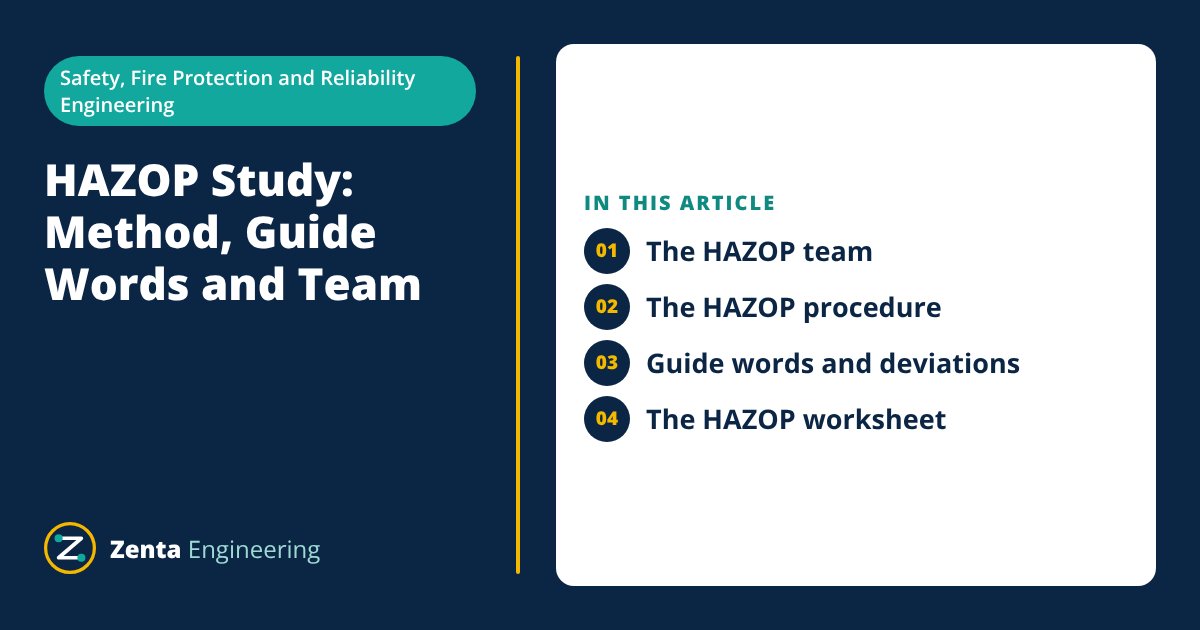 Safety, Fire Protection and Reliability
Engineering
HAZOP Study:
Method, Guide
Words and Team
Zenta Engineering
IN THIS ARTICLE
01 The HAZOP team
02 The HAZOP procedure
03 Guide words and deviations
04 The HAZOP worksheet